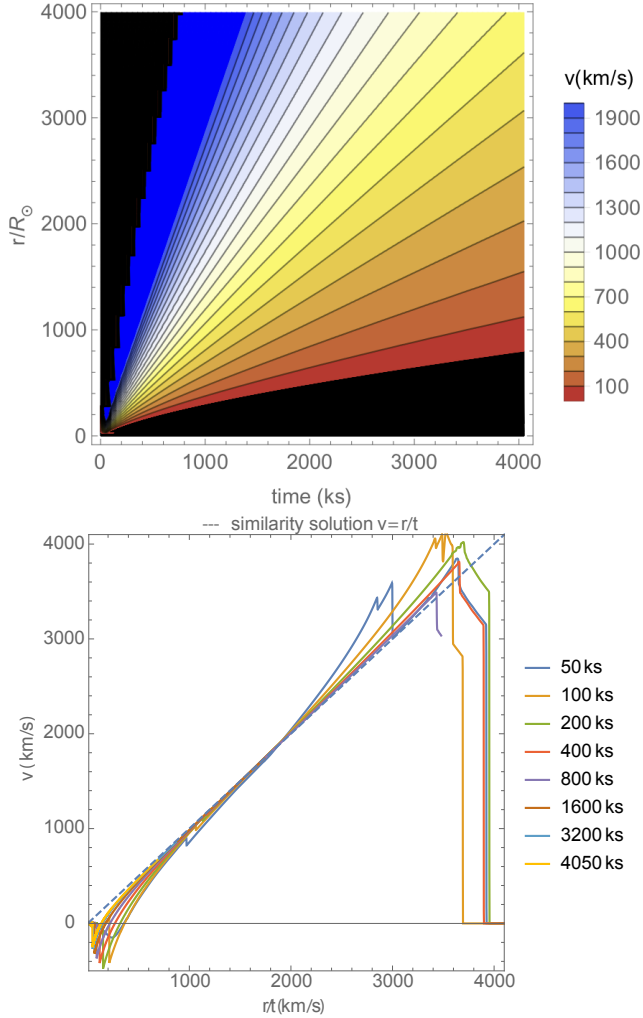 4000
3000
2000
1000
0
r/R☉
0 1000 2000 3000 4000
time (ks)
v(km/s)
1900
1600
1300
1000
700
400
100
--- similarity solution v=r/t
4000
3000
2000
1000
0
v(km/s)
1000 2000 3000 4000
r/t(km/s)
50 ks
100 ks
200 ks
400 ks
800 ks
1600 ks
3200 ks
4050 ks